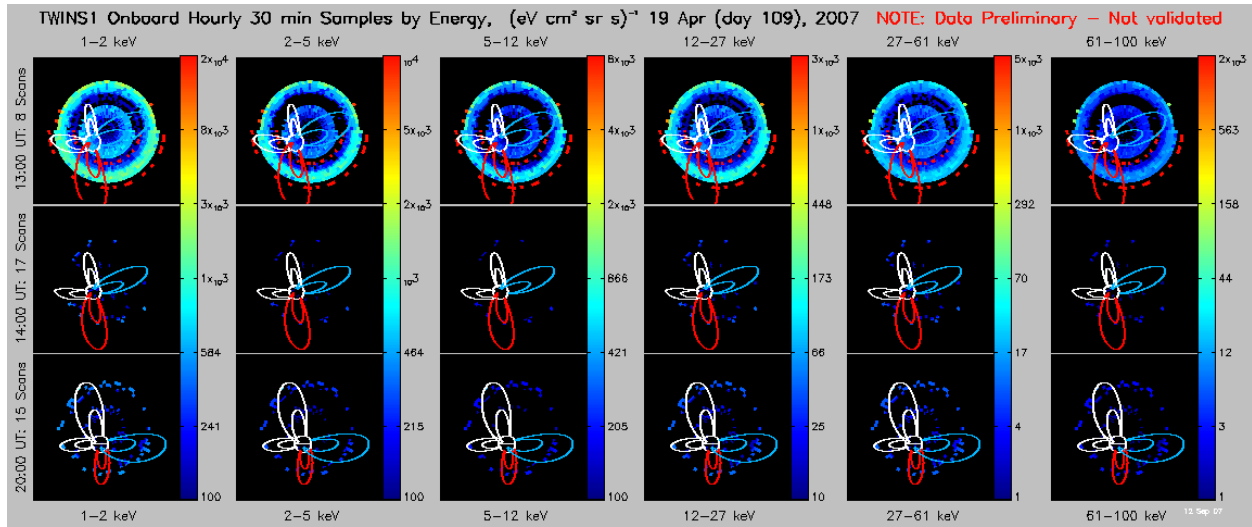 TWINS1 Onboard Hourly 30 min Samples by Energy, (eV cm² sr s)⁻¹ 19 Apr (day 109), 2007 NOTE: Data Preliminary – Not validated
1–2 keV 2–5 keV 5–12 keV 12–27 keV 27–61 keV 61–100 keV
13:00 UT: 8 Scans
2x10⁴ 10⁴ 8x10³ 3x10³ 5x10³ 2x10³
8x10³ 5x10³ 4x10³ 1x10³ 1x10³ 563
3x10³ 2x10³ 2x10³ 448 292 158
14:00 UT: 17 Scans
1x10³ 10³ 866 173 70 44
584 464 421 66 17 12
20:00 UT: 15 Scans
241 215 205 25 4 3
100 100 100 10 1 1
1–2 keV 2–5 keV 5–12 keV 12–27 keV 27–61 keV 61–100 keV
12 Sep 07